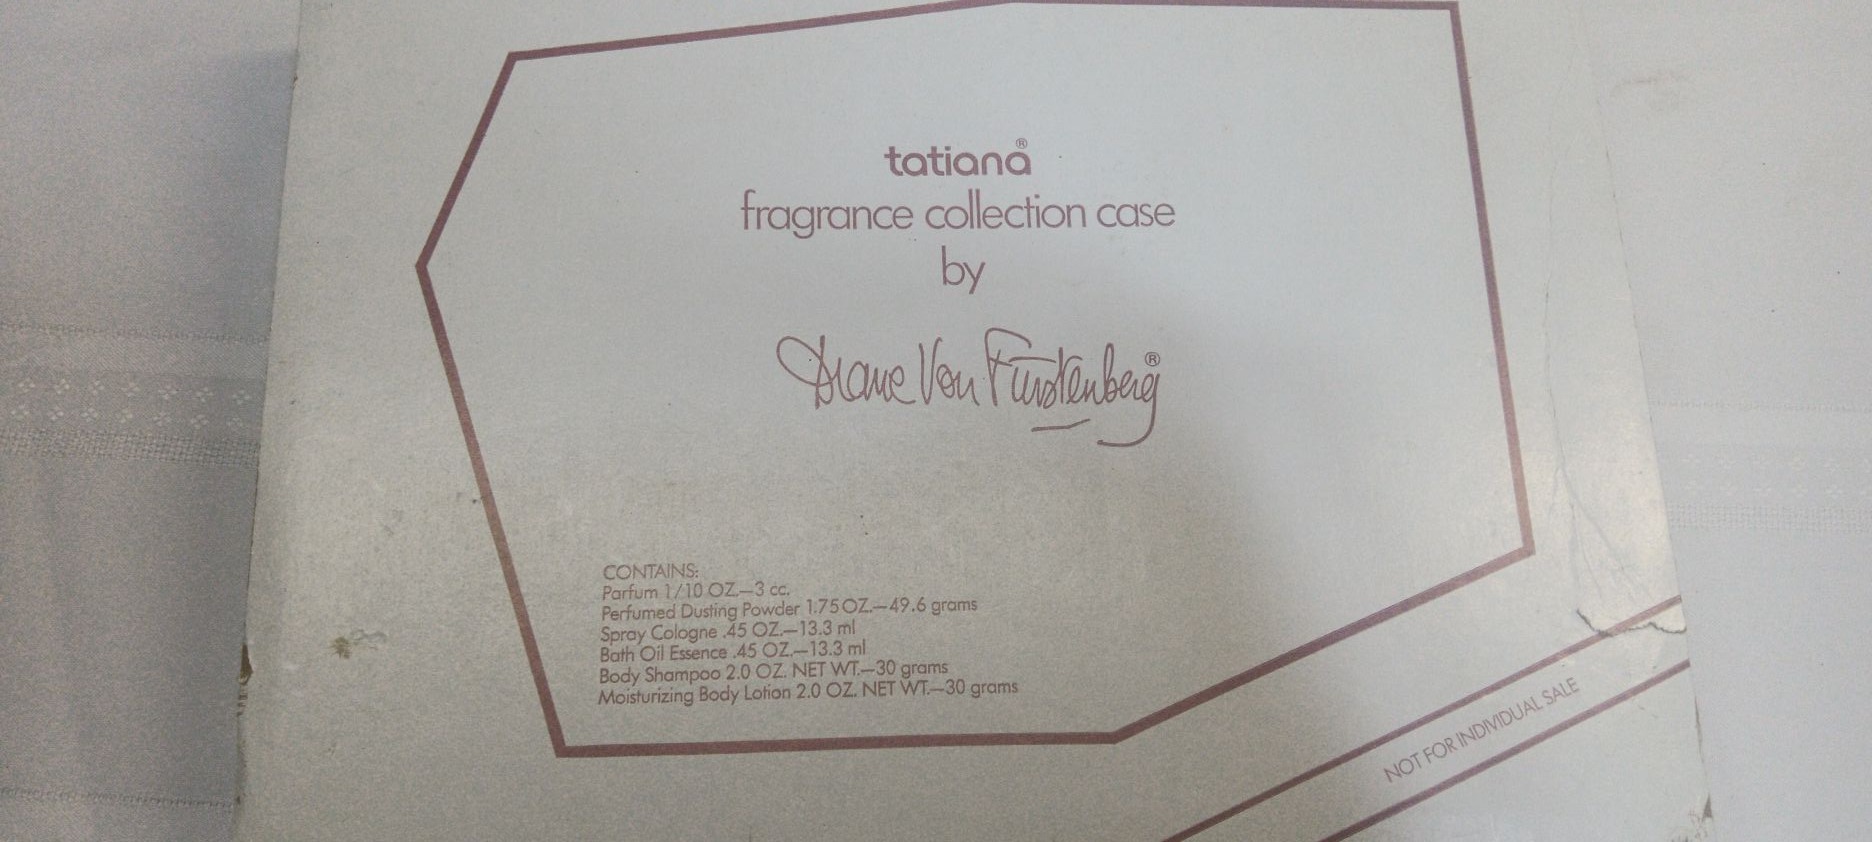 tatiana®
fragrance collection case
by
Diane Von Fürstenberg®
CONTAINS:
Parfum 1/10 OZ.—3 cc.
Perfumed Dusting Powder 1.75 OZ.—49.6 grams
Spray Cologne .45 OZ.—13.3 ml
Bath Oil Essence .45 OZ.—13.3 ml
Body Shampoo 2.0 OZ. NET WT.—30 grams
Moisturizing Body Lotion 2.0 OZ. NET WT.—30 grams
NOT FOR INDIVIDUAL SALE